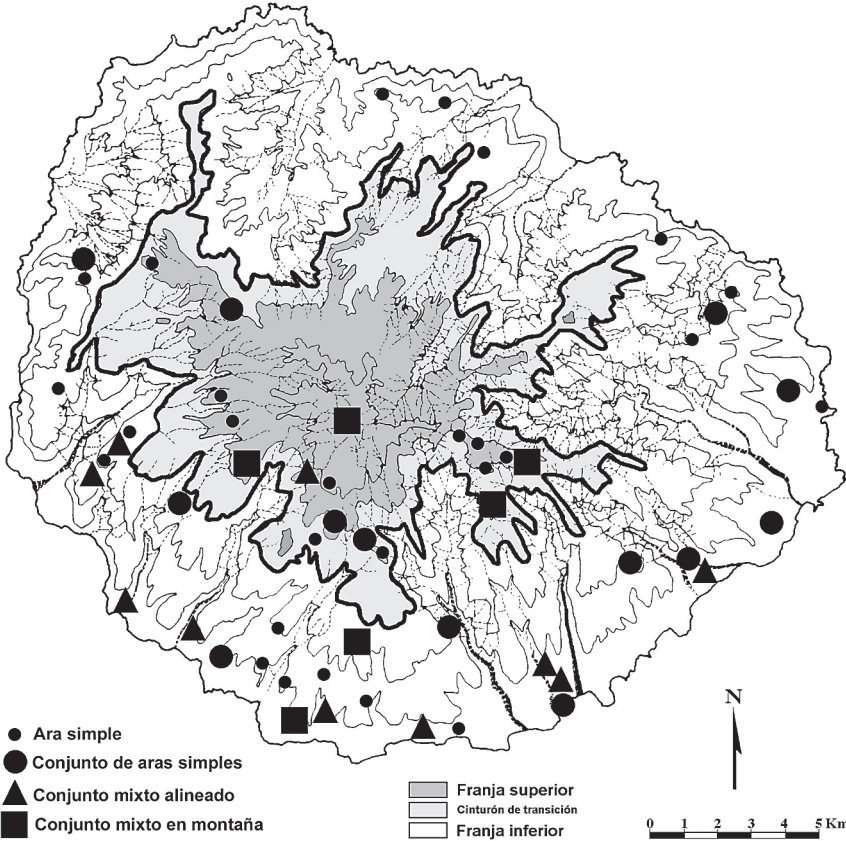 N
Ara simple
Conjunto de aras simples
Conjunto mixto alineado
Conjunto mixto en montaña
Franja superior
Cinturón de transición
Franja inferior
0 1 2 3 4 5 Km